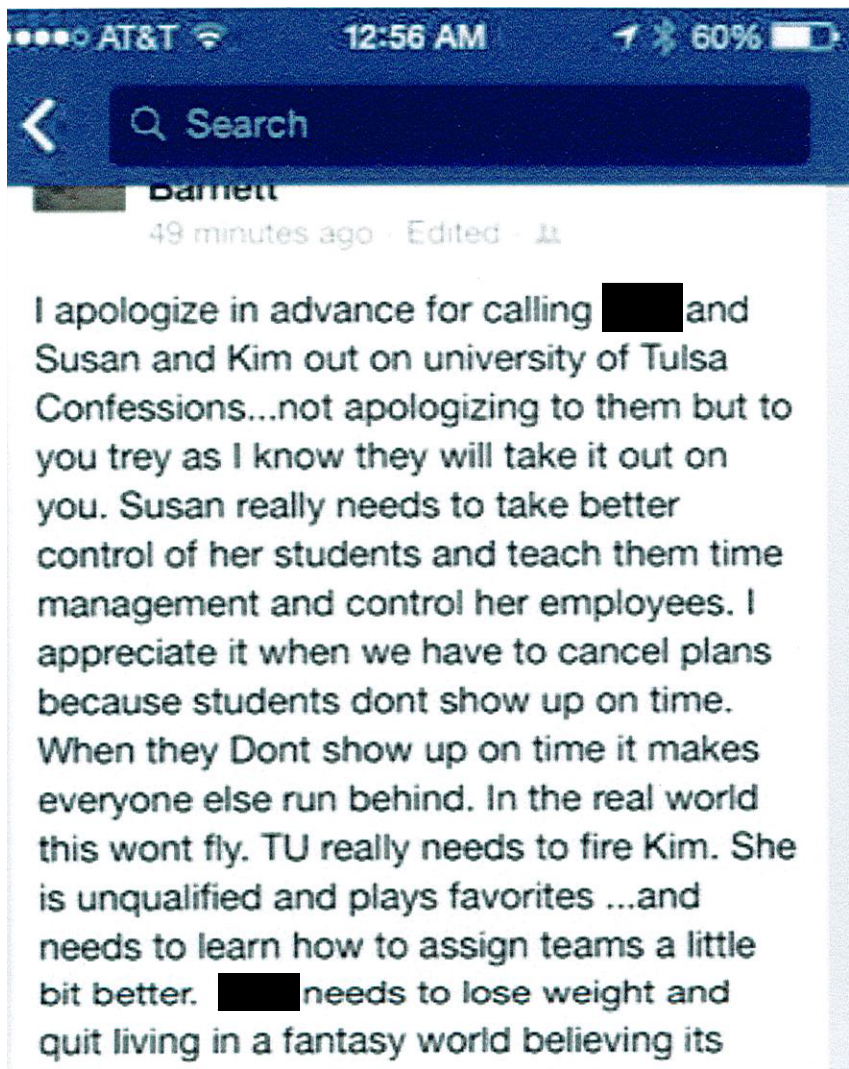 AT&T 12:56 AM 60%
Search
Barnett
49 minutes ago · Edited ·
I apologize in advance for calling and
Susan and Kim out on university of Tulsa
Confessions...not apologizing to them but to
you trey as I know they will take it out on
you. Susan really needs to take better
control of her students and teach them time
management and control her employees. I
appreciate it when we have to cancel plans
because students dont show up on time.
When they Dont show up on time it makes
everyone else run behind. In the real world
this wont fly. TU really needs to fire Kim. She
is unqualified and plays favorites ...and
needs to learn how to assign teams a little
bit better. needs to lose weight and
quit living in a fantasy world believing its